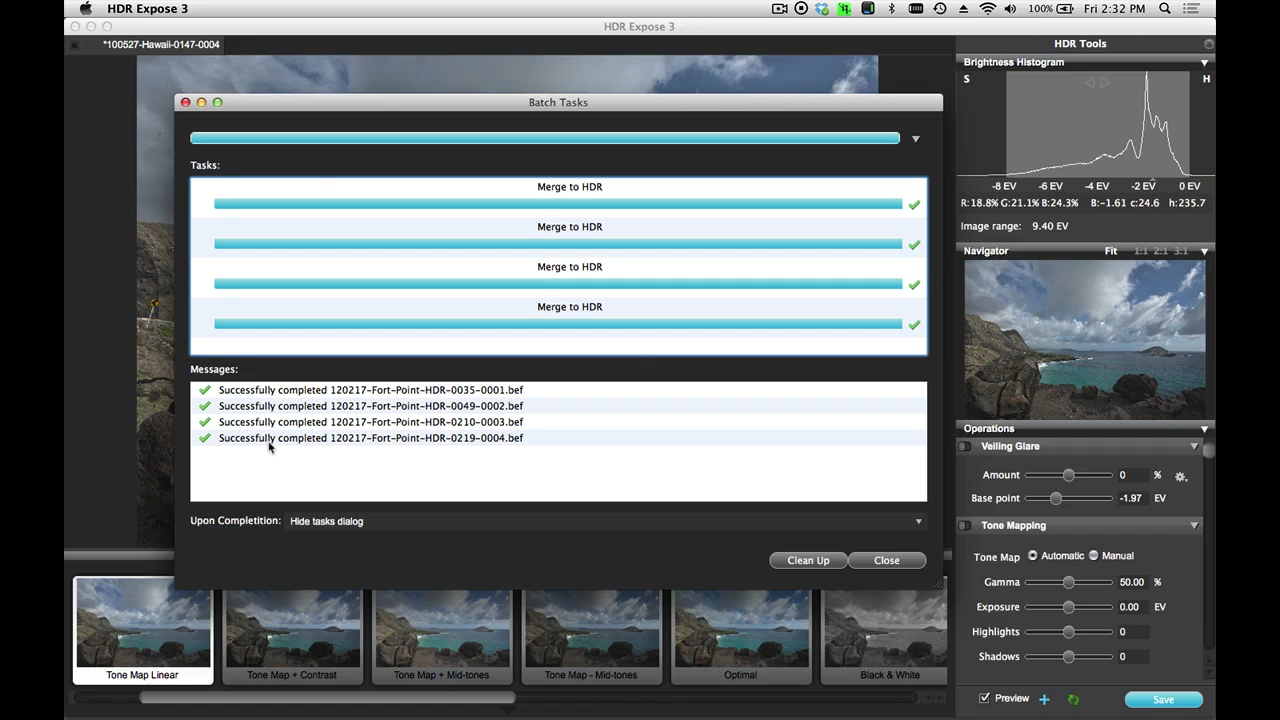 HDR Expose 3
100% Fri 2:32 PM
HDR Expose 3
*100527-Hawaii-0147-0004
HDR Tools
Brightness Histogram
S H
-8 EV -6 EV -4 EV -2 EV 0 EV
R:18.8% G:21.1% B:24.3% B:-1.61 c:24.6 h:235.7
Image range: 9.40 EV
Navigator Fit 1:1 2:1 3:1
Operations
Veiling Glare
Amount 0 %
Base point -1.97 EV
Tone Mapping
Tone Map Automatic Manual
Gamma 50.00 %
Exposure 0.00 EV
Highlights 0
Shadows 0
Preview + Save
Batch Tasks
Tasks:
Merge to HDR
Merge to HDR
Merge to HDR
Merge to HDR
Messages:
Successfully completed 120217-Fort-Point-HDR-0035-0001.bef
Successfully completed 120217-Fort-Point-HDR-0049-0002.bef
Successfully completed 120217-Fort-Point-HDR-0210-0003.bef
Successfully completed 120217-Fort-Point-HDR-0219-0004.bef
Upon Completion: Hide tasks dialog
Clean Up Close
Tone Map Linear
Tone Map + Contrast
Tone Map + Mid-tones
Tone Map - Mid-tones
Optimal
Black & White